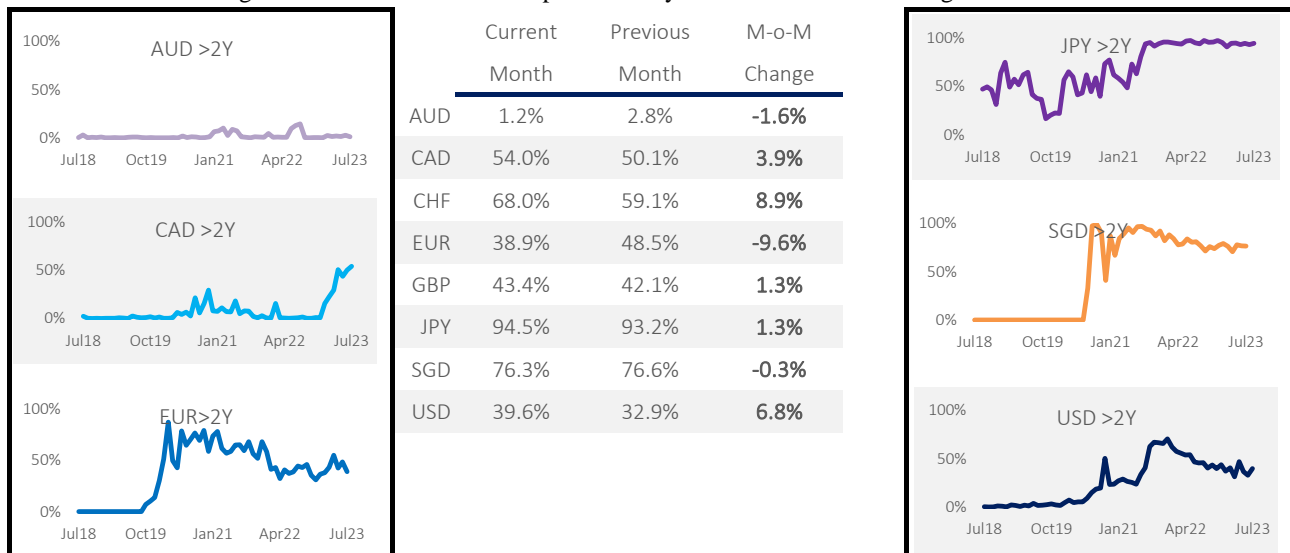 AUD >2Y
100%
50%
0%
Jul18 Oct19 Jan21 Apr22 Jul23
CAD >2Y
100%
50%
0%
Jul18 Oct19 Jan21 Apr22 Jul23
EUR>2Y
100%
50%
0%
Jul18 Oct19 Jan21 Apr22 Jul23
Current Previous M-o-M
Month Month Change
AUD 1.2% 2.8% -1.6%
CAD 54.0% 50.1% 3.9%
CHF 68.0% 59.1% 8.9%
EUR 38.9% 48.5% -9.6%
GBP 43.4% 42.1% 1.3%
JPY 94.5% 93.2% 1.3%
SGD 76.3% 76.6% -0.3%
USD 39.6% 32.9% 6.8%
JPY >2Y
100%
50%
0%
Jul18 Oct19 Jan21 Apr22 Jul23
SGD >2Y
100%
50%
0%
Jul18 Oct19 Jan21 Apr22 Jul23
USD >2Y
100%
50%
0%
Jul18 Oct19 Jan21 Apr22 Jul23